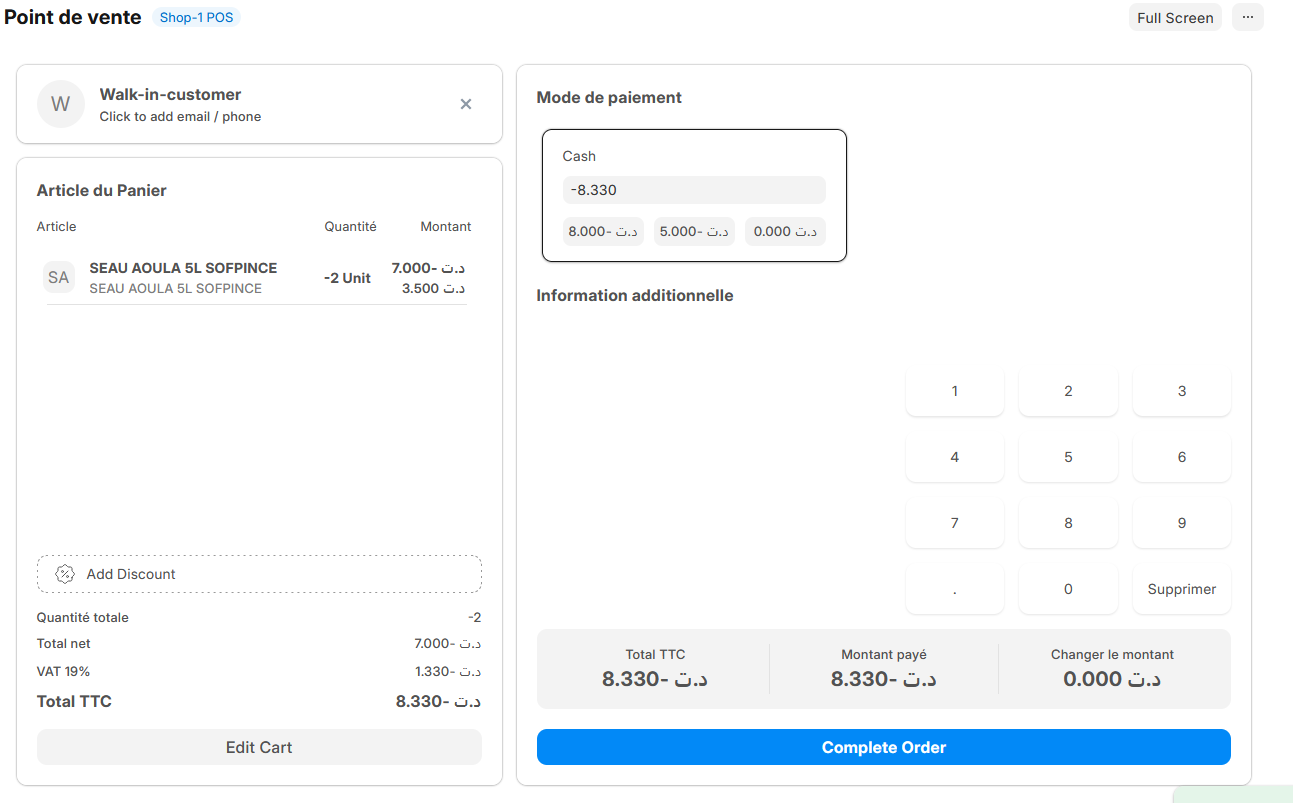 Point de vente Shop-1 POS Full Screen ...
W Walk-in-customer
Click to add email / phone
Article du Panier
Article Quantité Montant
SA SEAU AOULA 5L SOFPINCE -2 Unit 7.000- د.ت
SEAU AOULA 5L SOFPINCE 3.500 د.ت
Add Discount
Quantité totale -2
Total net 7.000- د.ت
VAT 19% 1.330- د.ت
Total TTC 8.330- د.ت
Edit Cart
Mode de paiement
Cash
-8.330
8.000- د.ت 5.000- د.ت 0.000 د.ت
Information additionnelle
1 2 3
4 5 6
7 8 9
. 0 Supprimer
Total TTC Montant payé Changer le montant
8.330- د.ت 8.330- د.ت 0.000 د.ت
Complete Order